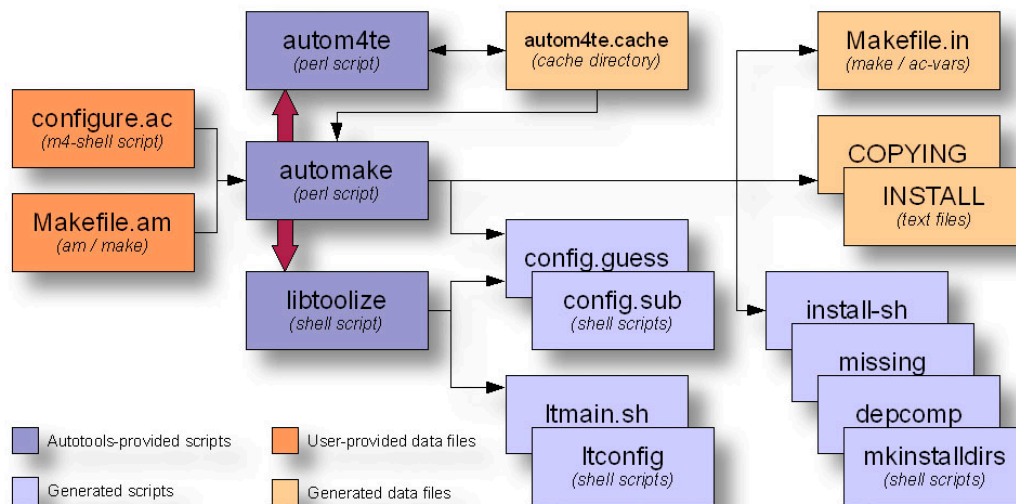 autom4te
(perl script)
autom4te.cache
(cache directory)
Makefile.in
(make / ac-vars)
configure.ac
(m4-shell script)
automake
(perl script)
COPYING
INSTALL
(text files)
Makefile.am
(am / make)
libtoolize
(shell script)
config.guess
config.sub
(shell scripts)
install-sh
missing
depcomp
mkinstalldirs
(shell scripts)
ltmain.sh
ltconfig
(shell scripts)
Autotools-provided scripts
User-provided data files
Generated scripts
Generated data files